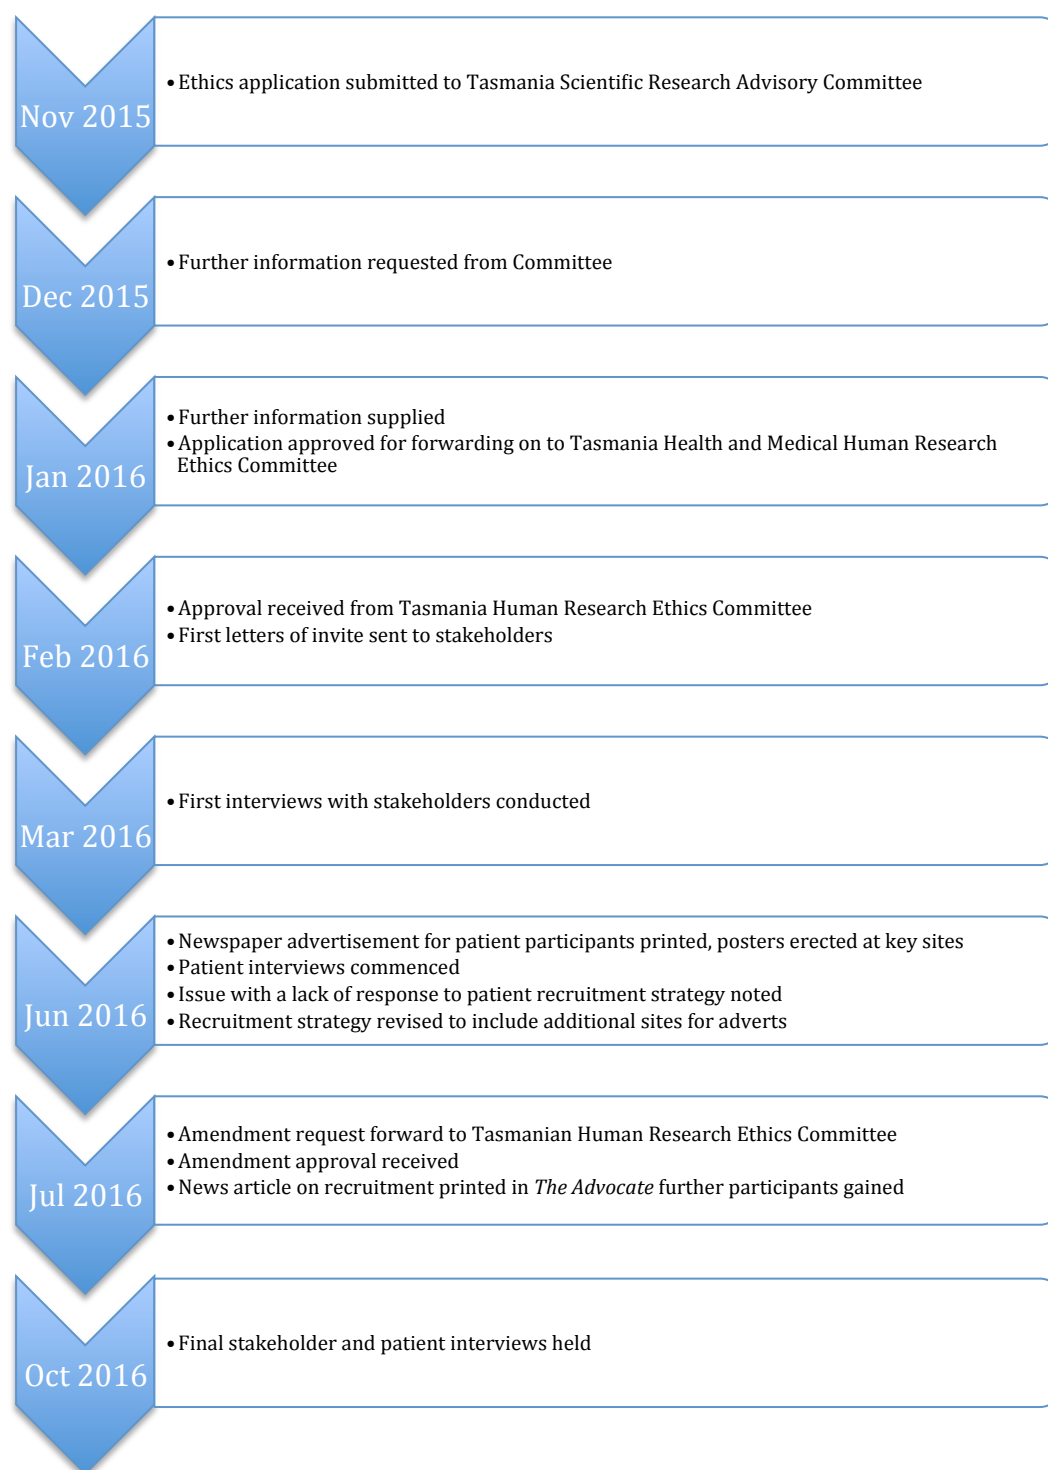 Nov 2015
• Ethics application submitted to Tasmania Scientific Research Advisory Committee
Dec 2015
• Further information requested from Committee
Jan 2016
• Further information supplied
• Application approved for forwarding on to Tasmania Health and Medical Human Research
Ethics Committee
Feb 2016
• Approval received from Tasmania Human Research Ethics Committee
• First letters of invite sent to stakeholders
Mar 2016
• First interviews with stakeholders conducted
Jun 2016
• Newspaper advertisement for patient participants printed, posters erected at key sites
• Patient interviews commenced
• Issue with a lack of response to patient recruitment strategy noted
• Recruitment strategy revised to include additional sites for adverts
Jul 2016
• Amendment request forward to Tasmanian Human Research Ethics Committee
• Amendment approval received
• News article on recruitment printed in The Advocate further participants gained
Oct 2016
• Final stakeholder and patient interviews held